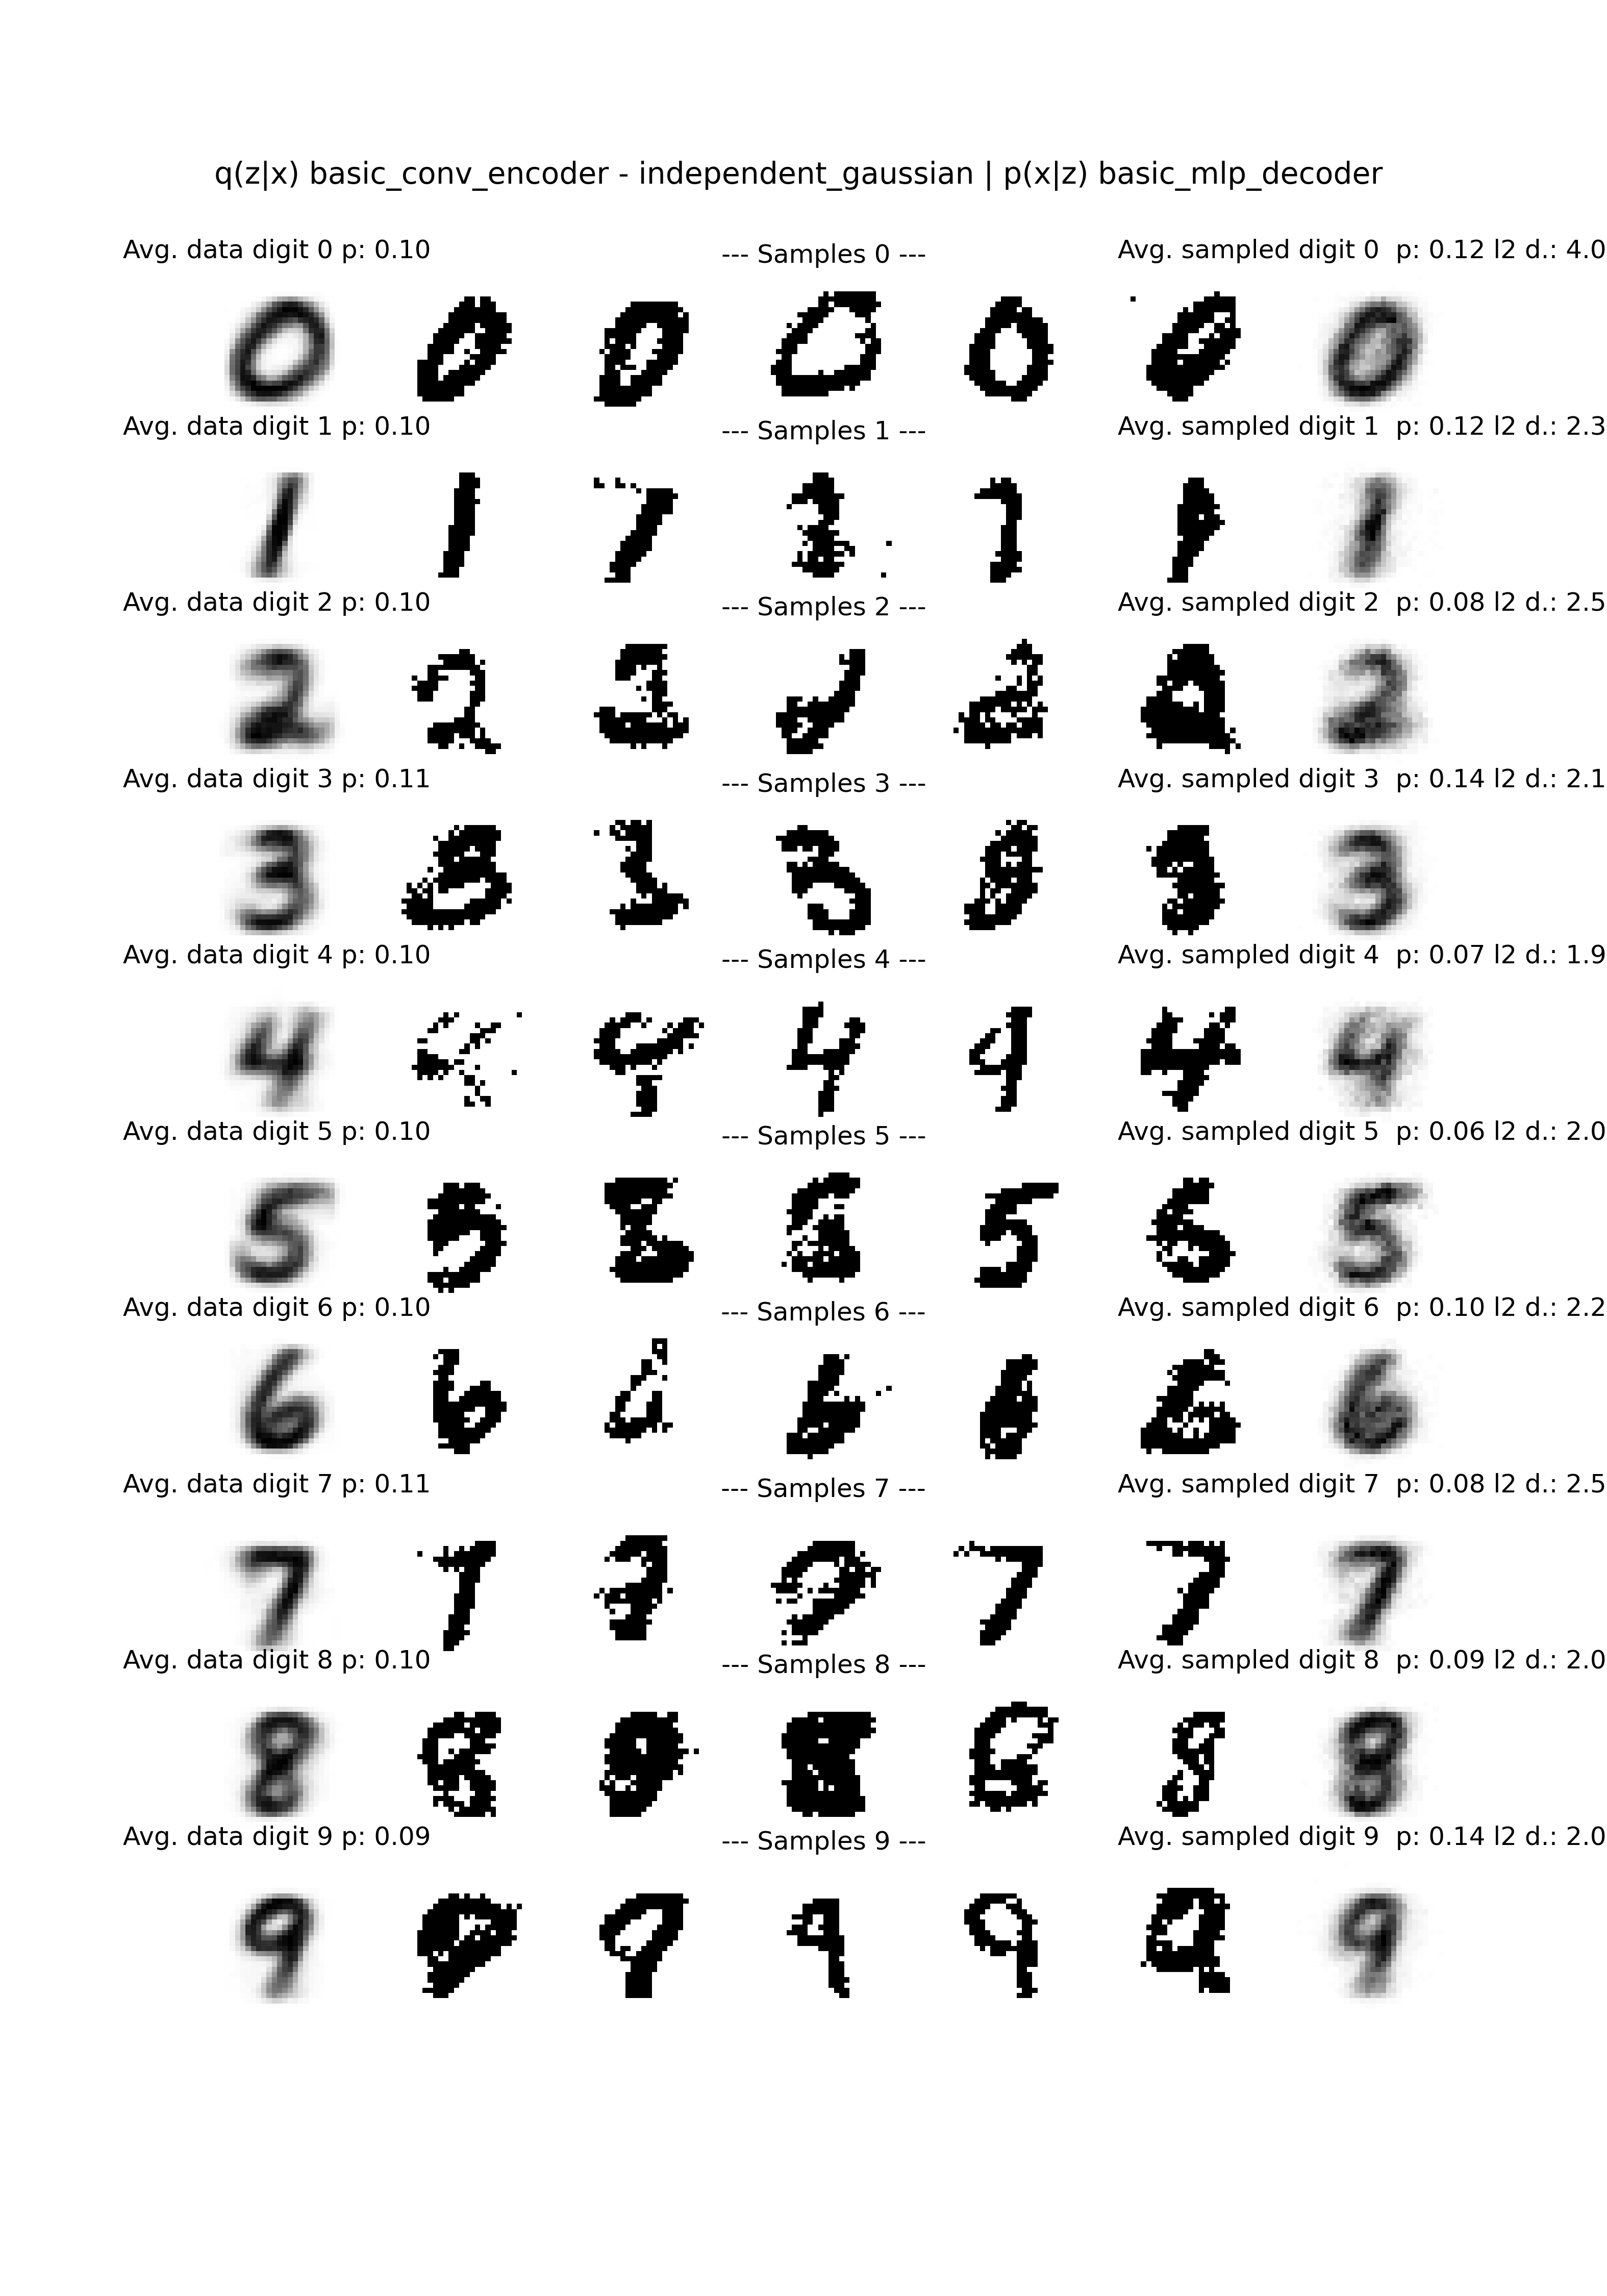 q(z|x) basic_conv_encoder - independent_gaussian | p(x|z) basic_mlp_decoder
Avg. data digit 0 p: 0.10
--- Samples 0 ---
Avg. sampled digit 0  p: 0.12 l2 d.: 4.0
Avg. data digit 1 p: 0.10
--- Samples 1 ---
Avg. sampled digit 1  p: 0.12 l2 d.: 2.3
Avg. data digit 2 p: 0.10
--- Samples 2 ---
Avg. sampled digit 2  p: 0.08 l2 d.: 2.5
Avg. data digit 3 p: 0.11
--- Samples 3 ---
Avg. sampled digit 3  p: 0.14 l2 d.: 2.1
Avg. data digit 4 p: 0.10
--- Samples 4 ---
Avg. sampled digit 4  p: 0.07 l2 d.: 1.9
Avg. data digit 5 p: 0.10
--- Samples 5 ---
Avg. sampled digit 5  p: 0.06 l2 d.: 2.0
Avg. data digit 6 p: 0.10
--- Samples 6 ---
Avg. sampled digit 6  p: 0.10 l2 d.: 2.2
Avg. data digit 7 p: 0.11
--- Samples 7 ---
Avg. sampled digit 7  p: 0.08 l2 d.: 2.5
Avg. data digit 8 p: 0.10
--- Samples 8 ---
Avg. sampled digit 8  p: 0.09 l2 d.: 2.0
Avg. data digit 9 p: 0.09
--- Samples 9 ---
Avg. sampled digit 9  p: 0.14 l2 d.: 2.0